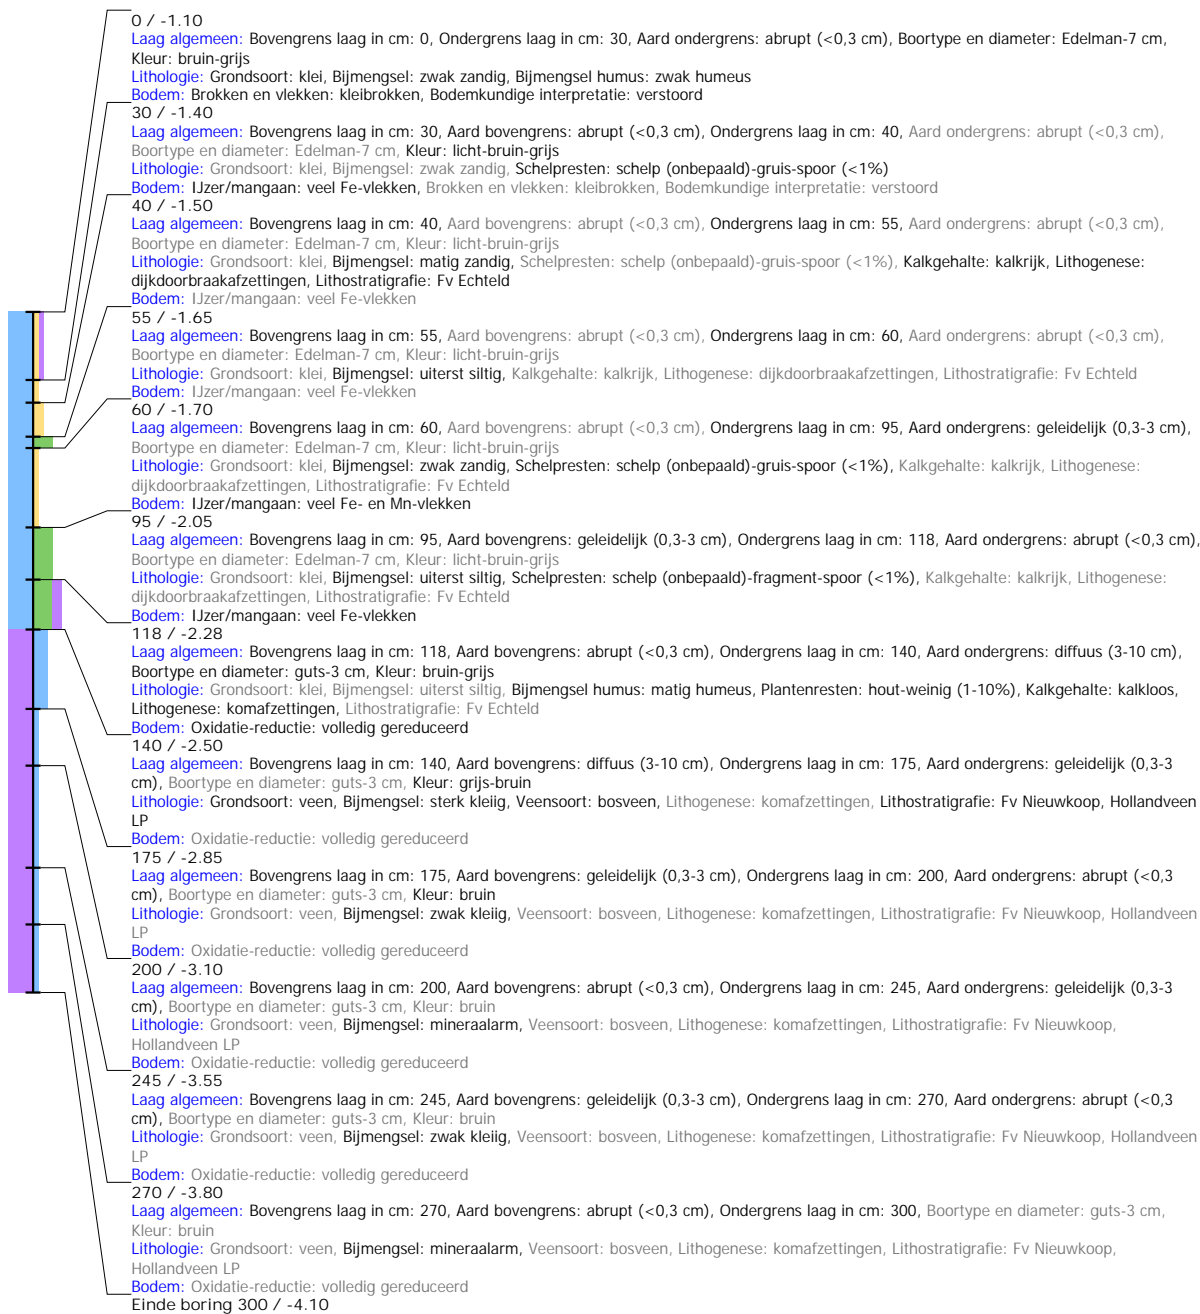 0 / -1.10
Laag algemeen: Bovengrens laag in cm: 0, Ondergrens laag in cm: 30, Aard ondergrens: abrupt (<0,3 cm), Boortype en diameter: Edelman-7 cm,
Kleur: bruin-grijs
Lithologie: Grondsoort: klei, Bijmengsel: zwak zandig, Bijmengsel humus: zwak humeus
Bodem: Brokken en vlekken: kleibrokken, Bodemkundige interpretatie: verstoord
30 / -1.40
Laag algemeen: Bovengrens laag in cm: 30, Aard bovengrens: abrupt (<0,3 cm), Ondergrens laag in cm: 40, Aard ondergrens: abrupt (<0,3 cm),
Boortype en diameter: Edelman-7 cm, Kleur: licht-bruin-grijs
Lithologie: Grondsoort: klei, Bijmengsel: zwak zandig, Schelpresten: schelp (onbepaald)-gruis-spoor (<1%)
Bodem: IJzer/mangaan: veel Fe-vlekken, Brokken en vlekken: kleibrokken, Bodemkundige interpretatie: verstoord
40 / -1.50
Laag algemeen: Bovengrens laag in cm: 40, Aard bovengrens: abrupt (<0,3 cm), Ondergrens laag in cm: 55, Aard ondergrens: abrupt (<0,3 cm),
Boortype en diameter: Edelman-7 cm, Kleur: licht-bruin-grijs
Lithologie: Grondsoort: klei, Bijmengsel: matig zandig, Schelpresten: schelp (onbepaald)-gruis-spoor (<1%), Kalkgehalte: kalkrijk, Lithogenese:
dijkdoorbraakafzettingen, Lithostratigrafie: Fv Echteld
Bodem: IJzer/mangaan: veel Fe-vlekken
55 / -1.65
Laag algemeen: Bovengrens laag in cm: 55, Aard bovengrens: abrupt (<0,3 cm), Ondergrens laag in cm: 60, Aard ondergrens: abrupt (<0,3 cm),
Boortype en diameter: Edelman-7 cm, Kleur: licht-bruin-grijs
Lithologie: Grondsoort: klei, Bijmengsel: uiterst siltig, Kalkgehalte: kalkrijk, Lithogenese: dijkdoorbraakafzettingen, Lithostratigrafie: Fv Echteld
Bodem: IJzer/mangaan: veel Fe-vlekken
60 / -1.70
Laag algemeen: Bovengrens laag in cm: 60, Aard bovengrens: abrupt (<0,3 cm), Ondergrens laag in cm: 95, Aard ondergrens: geleidelijk (0,3-3 cm),
Boortype en diameter: Edelman-7 cm, Kleur: licht-bruin-grijs
Lithologie: Grondsoort: klei, Bijmengsel: zwak zandig, Schelpresten: schelp (onbepaald)-gruis-spoor (<1%), Kalkgehalte: kalkrijk, Lithogenese:
dijkdoorbraakafzettingen, Lithostratigrafie: Fv Echteld
Bodem: IJzer/mangaan: veel Fe- en Mn-vlekken
95 / -2.05
Laag algemeen: Bovengrens laag in cm: 95, Aard bovengrens: geleidelijk (0,3-3 cm), Ondergrens laag in cm: 118, Aard ondergrens: abrupt (<0,3 cm),
Boortype en diameter: Edelman-7 cm, Kleur: licht-bruin-grijs
Lithologie: Grondsoort: klei, Bijmengsel: uiterst siltig, Schelpresten: schelp (onbepaald)-fragment-spoor (<1%), Kalkgehalte: kalkrijk, Lithogenese:
dijkdoorbraakafzettingen, Lithostratigrafie: Fv Echteld
Bodem: IJzer/mangaan: veel Fe-vlekken
118 / -2.28
Laag algemeen: Bovengrens laag in cm: 118, Aard bovengrens: abrupt (<0,3 cm), Ondergrens laag in cm: 140, Aard ondergrens: diffuus (3-10 cm),
Boortype en diameter: guts-3 cm, Kleur: bruin-grijs
Lithologie: Grondsoort: klei, Bijmengsel: uiterst siltig, Bijmengsel humus: matig humeus, Plantenresten: hout-weinig (1-10%), Kalkgehalte: kalkloos,
Lithogenese: komafzettingen, Lithostratigrafie: Fv Echteld
Bodem: Oxidatie-reductie: volledig gereduceerd
140 / -2.50
Laag algemeen: Bovengrens laag in cm: 140, Aard bovengrens: diffuus (3-10 cm), Ondergrens laag in cm: 175, Aard ondergrens: geleidelijk (0,3-3
cm), Boortype en diameter: guts-3 cm, Kleur: grijs-bruin
Lithologie: Grondsoort: veen, Bijmengsel: sterk kleiig, Veensoort: bosveen, Lithogenese: komafzettingen, Lithostratigrafie: Fv Nieuwkoop, Hollandveen
LP
Bodem: Oxidatie-reductie: volledig gereduceerd
175 / -2.85
Laag algemeen: Bovengrens laag in cm: 175, Aard bovengrens: geleidelijk (0,3-3 cm), Ondergrens laag in cm: 200, Aard ondergrens: abrupt (<0,3
cm), Boortype en diameter: guts-3 cm, Kleur: bruin
Lithologie: Grondsoort: veen, Bijmengsel: zwak kleiig, Veensoort: bosveen, Lithogenese: komafzettingen, Lithostratigrafie: Fv Nieuwkoop, Hollandveen
LP
Bodem: Oxidatie-reductie: volledig gereduceerd
200 / -3.10
Laag algemeen: Bovengrens laag in cm: 200, Aard bovengrens: abrupt (<0,3 cm), Ondergrens laag in cm: 245, Aard ondergrens: geleidelijk (0,3-3
cm), Boortype en diameter: guts-3 cm, Kleur: bruin
Lithologie: Grondsoort: veen, Bijmengsel: mineraalarm, Veensoort: bosveen, Lithogenese: komafzettingen, Lithostratigrafie: Fv Nieuwkoop,
Hollandveen LP
Bodem: Oxidatie-reductie: volledig gereduceerd
245 / -3.55
Laag algemeen: Bovengrens laag in cm: 245, Aard bovengrens: geleidelijk (0,3-3 cm), Ondergrens laag in cm: 270, Aard ondergrens: abrupt (<0,3
cm), Boortype en diameter: guts-3 cm, Kleur: bruin
Lithologie: Grondsoort: veen, Bijmengsel: zwak kleiig, Veensoort: bosveen, Lithogenese: komafzettingen, Lithostratigrafie: Fv Nieuwkoop, Hollandveen
LP
Bodem: Oxidatie-reductie: volledig gereduceerd
270 / -3.80
Laag algemeen: Bovengrens laag in cm: 270, Aard bovengrens: abrupt (<0,3 cm), Ondergrens laag in cm: 300, Boortype en diameter: guts-3 cm,
Kleur: bruin
Lithologie: Grondsoort: veen, Bijmengsel: mineraalarm, Veensoort: bosveen, Lithogenese: komafzettingen, Lithostratigrafie: Fv Nieuwkoop,
Hollandveen LP
Bodem: Oxidatie-reductie: volledig gereduceerd
Einde boring 300 / -4.10